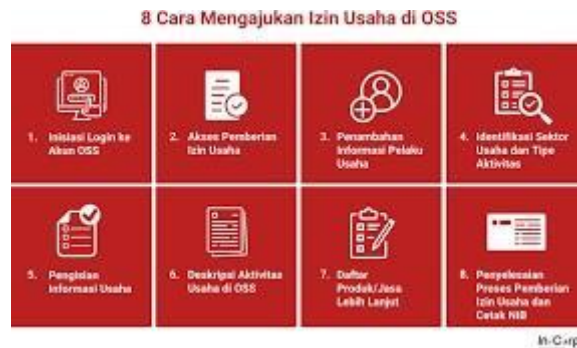 8 Cara Mengajukan Izin Usaha di OSS
1. Inisiasi Login ke
Akun OSS
2. Akses Pemberian
Izin Usaha
3. Penambahan
Informasi Pelaku
Usaha
4. Identifikasi Sektor
Usaha dan Tipe
Aktivitas
5. Pengisian
Informasi Usaha
6. Deskripsi Aktivitas
Usaha di OSS
7. Daftar
Produk/Jasa
Lebih Lanjut
8. Penyelesaian
Proses Pemberian
Izin Usaha dan
Cetak NIB
In.Corp